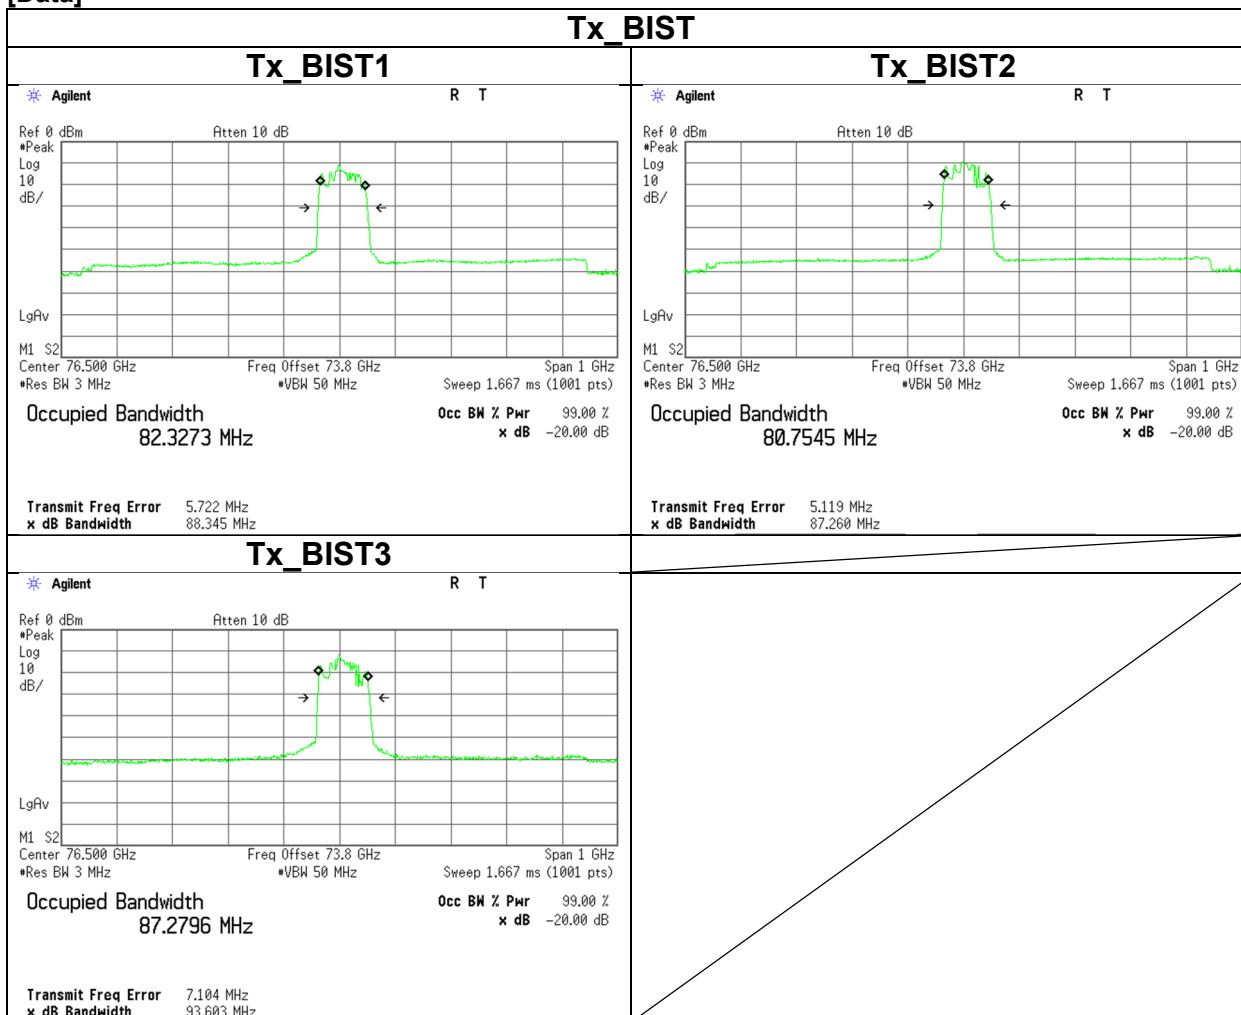 [Data]
Tx_BIST
Tx_BIST1
Agilent R T
Ref 0 dBm Atten 10 dB
#Peak
Log
10
dB/
LgAv
M1 S2
Center 76.500 GHz Freq Offset 73.8 GHz Span 1 GHz
#Res BW 3 MHz #VBW 50 MHz Sweep 1.667 ms (1001 pts)
Occupied Bandwidth Occ BW % Pwr 99.00 %
82.3273 MHz x dB -20.00 dB
Transmit Freq Error 5.722 MHz
x dB Bandwidth 88.345 MHz
Tx_BIST2
Agilent R T
Ref 0 dBm Atten 10 dB
#Peak
Log
10
dB/
LgAv
M1 S2
Center 76.500 GHz Freq Offset 73.8 GHz Span 1 GHz
#Res BW 3 MHz #VBW 50 MHz Sweep 1.667 ms (1001 pts)
Occupied Bandwidth Occ BW % Pwr 99.00 %
80.7545 MHz x dB -20.00 dB
Transmit Freq Error 5.119 MHz
x dB Bandwidth 87.260 MHz
Tx_BIST3
Agilent R T
Ref 0 dBm Atten 10 dB
#Peak
Log
10
dB/
LgAv
M1 S2
Center 76.500 GHz Freq Offset 73.8 GHz Span 1 GHz
#Res BW 3 MHz #VBW 50 MHz Sweep 1.667 ms (1001 pts)
Occupied Bandwidth Occ BW % Pwr 99.00 %
87.2796 MHz x dB -20.00 dB
Transmit Freq Error 7.104 MHz
x dB Bandwidth 93.603 MHz